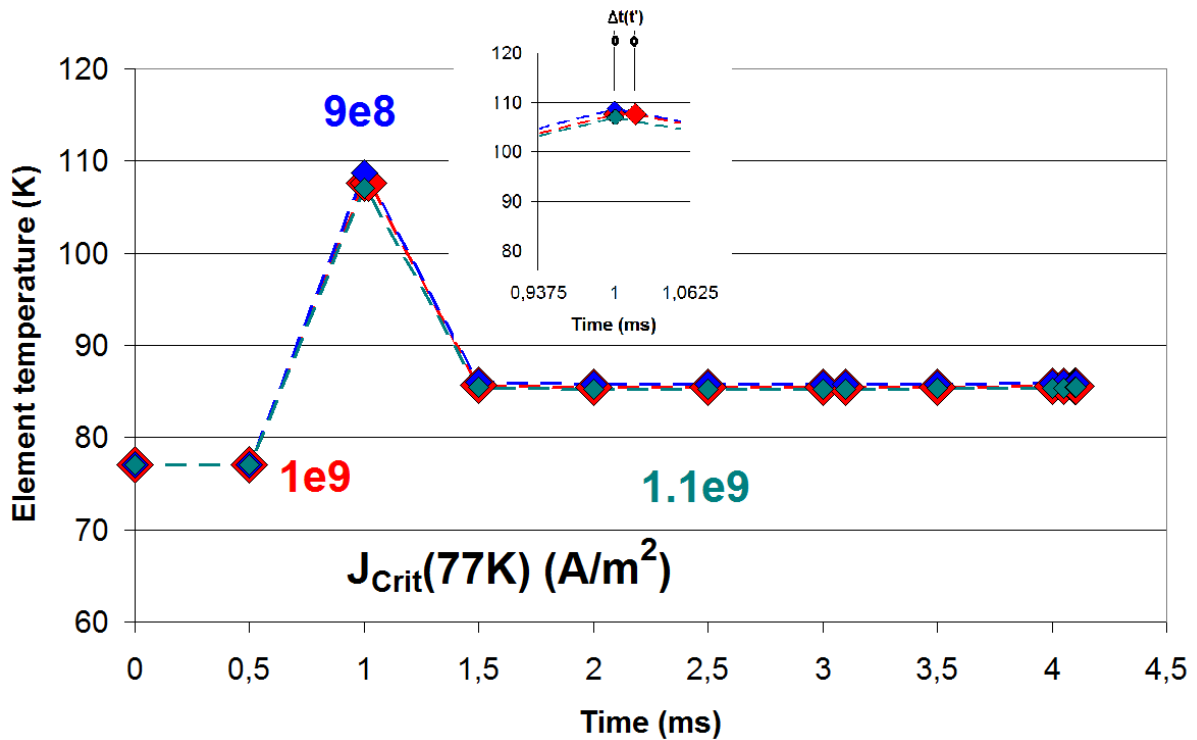 Δt(t')
0 0
120
110
100
90
80
0,9375 1 1,0625
Time (ms)
120
110
100
90
80
70
60
Element temperature (K)
9e8
1e9
1.1e9
J_Crit(77K) (A/m²)
0 0,5 1 1,5 2 2,5 3 3,5 4 4,5
Time (ms)